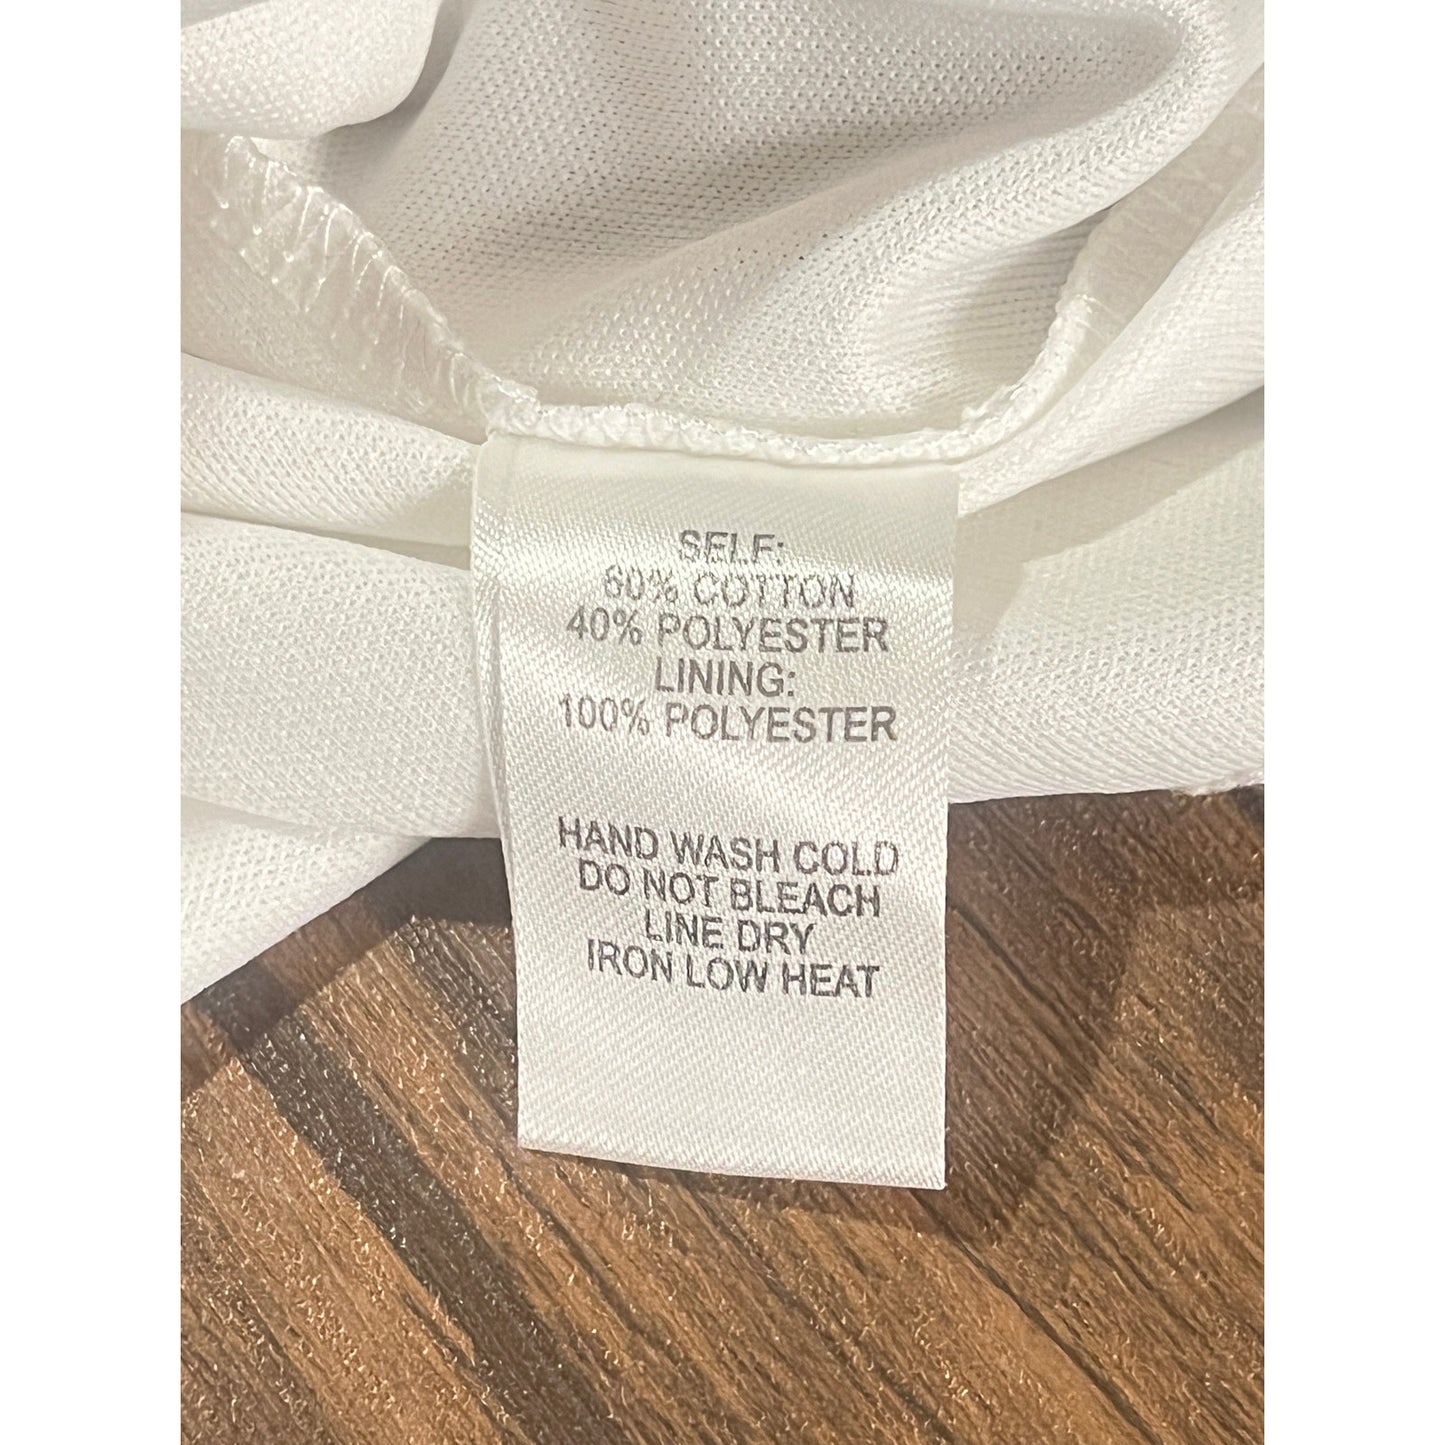 SELF:
60% COTTON
40% POLYESTER
LINING:
100% POLYESTER
HAND WASH COLD
DO NOT BLEACH
LINE DRY
IRON LOW HEAT